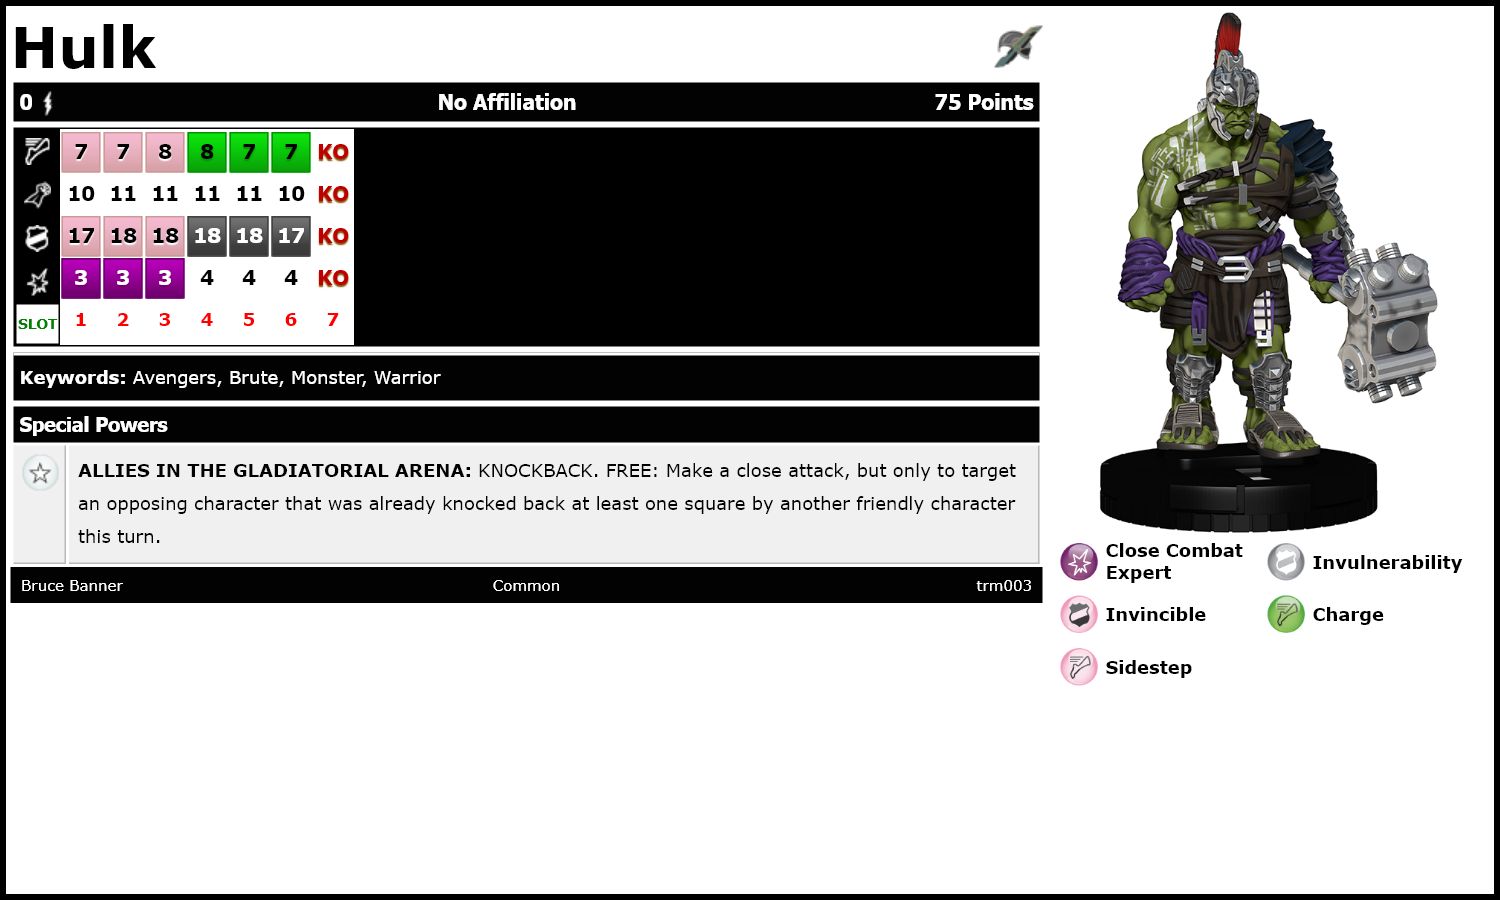 Hulk
0 No Affiliation 75 Points
7 7 8 8 7 7 KO
10 11 11 11 11 10 KO
17 18 18 18 18 17 KO
3 3 3 4 4 4 KO
SLOT 1 2 3 4 5 6 7
Keywords: Avengers, Brute, Monster, Warrior
Special Powers
ALLIES IN THE GLADIATORIAL ARENA: KNOCKBACK. FREE: Make a close attack, but only to target
an opposing character that was already knocked back at least one square by another friendly character
this turn.
Bruce Banner Common trm003
Close Combat
Expert
Invulnerability
Invincible
Charge
Sidestep